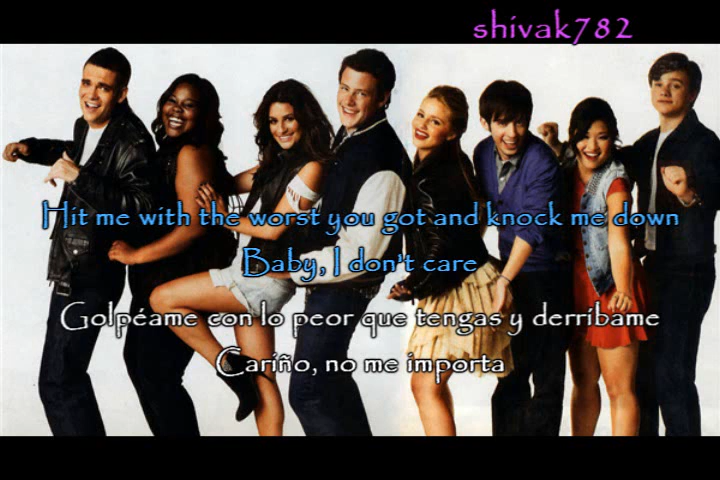 shivak782
Hit me with the worst you got and knock me down
Baby, I don't care
Golpéame con lo peor que tengas y derríbame
Cariño, no me importa